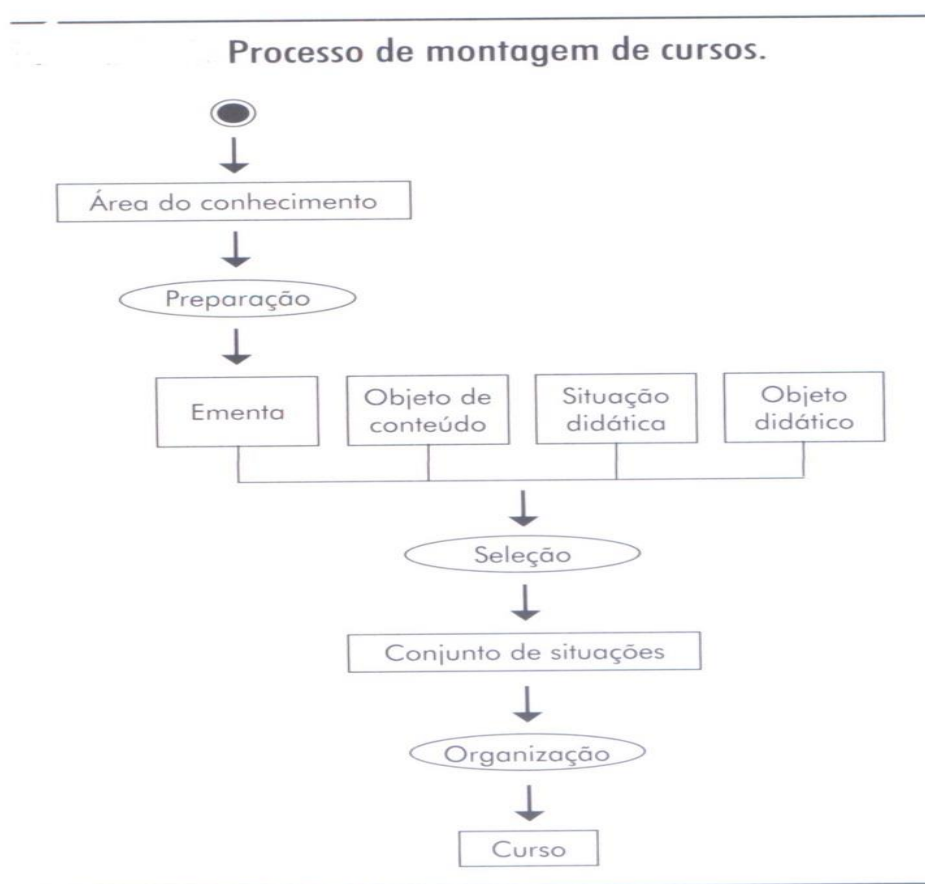 Processo de montagem de cursos.
Área do conhecimento
Preparação
Ementa
Objeto de
conteúdo
Situação
didática
Objeto
didático
Seleção
Conjunto de situações
Organização
Curso